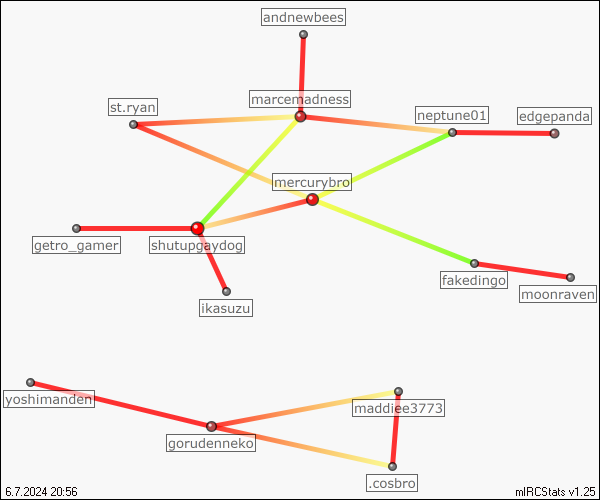 andnewbees
marcemadness
st.ryan
neptune01
edgepanda
mercurybro
getro_gamer
shutupgaydog
fakedingo
moonraven
ikasuzu
yoshimanden
maddiee3773
gorudenneko
.cosbro
6.7.2024 20:56
mIRCStats v1.25